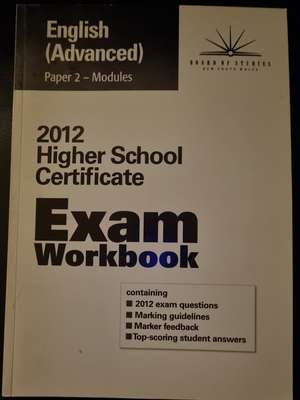 English
(Advanced)
Paper 2 – Modules
BOARD OF STUDIES
NEW SOUTH WALES
2012
Higher School
Certificate
Exam
Workbook
containing
■ 2012 exam questions
■ Marking guidelines
■ Marker feedback
■ Top-scoring student answers